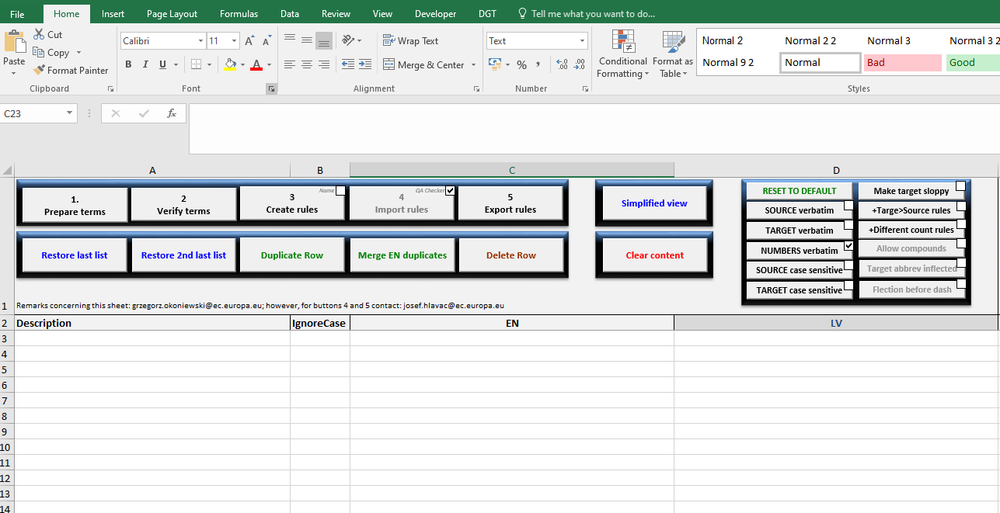 File Home Insert Page Layout Formulas Data Review View Developer DGT Tell me what you want to do...
Cut
Copy
Format Painter
Paste
Clipboard
Calibri 11
B I U
Font
Wrap Text
Merge & Center
Alignment
Text
%
Number
Conditional Formatting
Format as Table
Normal 2 Normal 2 2 Normal 3 Normal 3 2
Normal 9 2 Normal Bad Good
Styles
C23 fx
A B C D
1. Prepare terms
2 Verify terms
Name
3 Create rules
QA Checker
4 Import rules
5 Export rules
Simplified view
Restore last list
Restore 2nd last list
Duplicate Row
Merge EN duplicates
Delete Row
Clear content
RESET TO DEFAULT Make target sloppy
SOURCE verbatim +Targe>Source rules
TARGET verbatim +Different count rules
NUMBERS verbatim Allow compounds
SOURCE case sensitive Target abbrev inflected
TARGET case sensitive Flection before dash
1 Remarks concerning this sheet: grzegorz.okoniewski@ec.europa.eu; however, for buttons 4 and 5 contact: josef.hlavac@ec.europa.eu
2 Description IgnoreCase EN LV
3
4
5
6
7
8
9
10
11
12
13
14